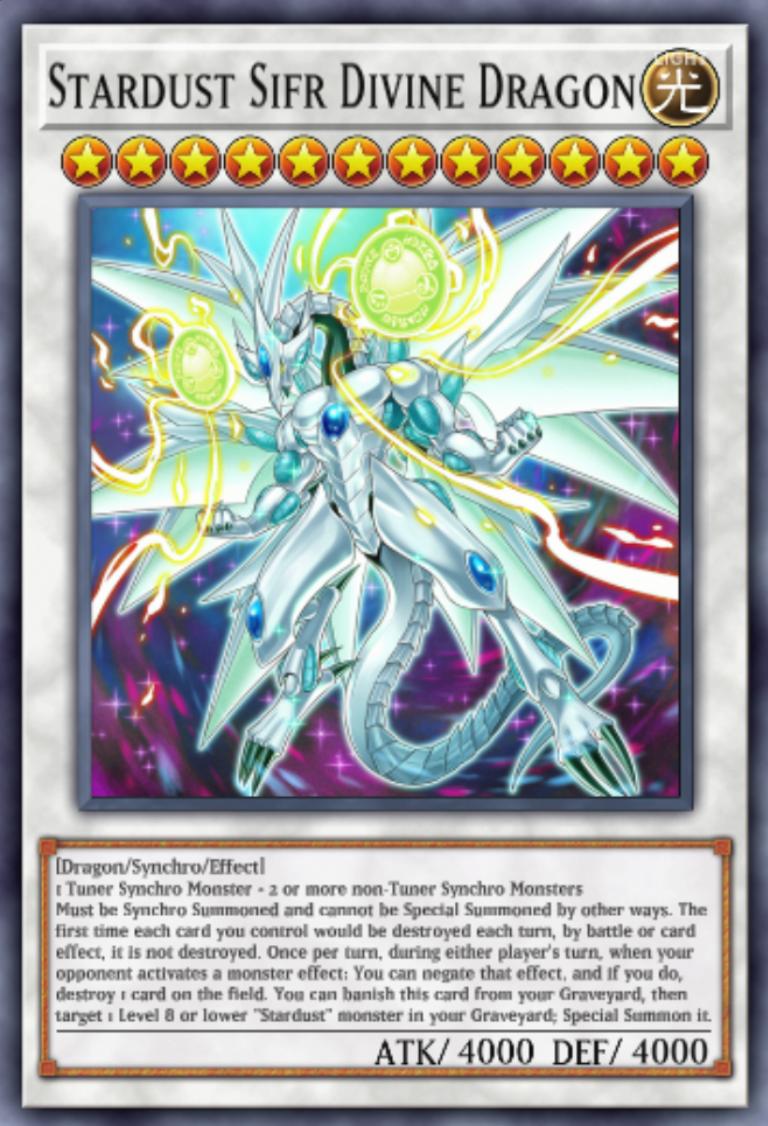 STARDUST SIFR DIVINE DRAGON
LIGHT
光
[Dragon/Synchro/Effect]
1 Tuner Synchro Monster - 2 or more non-Tuner Synchro Monsters
Must be Synchro Summoned and cannot be Special Summoned by other ways. The
first time each card you control would be destroyed each turn, by battle or card
effect, it is not destroyed. Once per turn, during either player's turn, when your
opponent activates a monster effect: You can negate that effect, and if you do,
destroy 1 card on the field. You can banish this card from your Graveyard, then
target 1 Level 8 or lower "Stardust" monster in your Graveyard; Special Summon it.
ATK/ 4000 DEF/ 4000